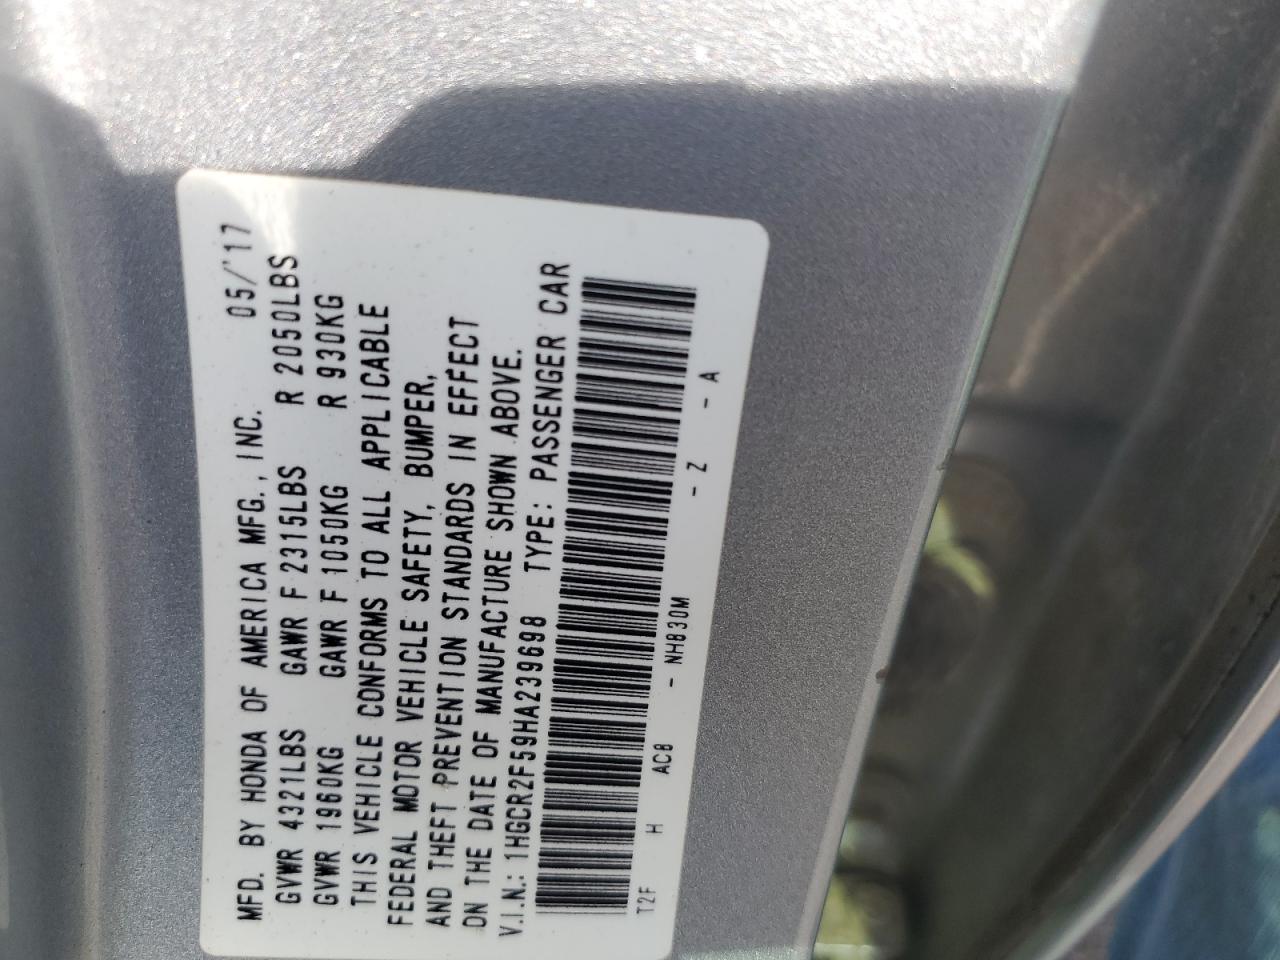 MFD. BY HONDA OF AMERICA MFG., INC. 05/'17
GVWR 4321LBS GAWR F 2315LBS R 2050LBS
GVWR 1960KG GAWR F 1050KG R 930KG
THIS VEHICLE CONFORMS TO ALL APPLICABLE
FEDERAL MOTOR VEHICLE SAFETY, BUMPER,
AND THEFT PREVENTION STANDARDS IN EFFECT
ON THE DATE OF MANUFACTURE SHOWN ABOVE.
V.I.N.: 1HGCR2F59HA239698 TYPE: PASSENGER CAR
T2F H AC8 - NH830M - Z - A